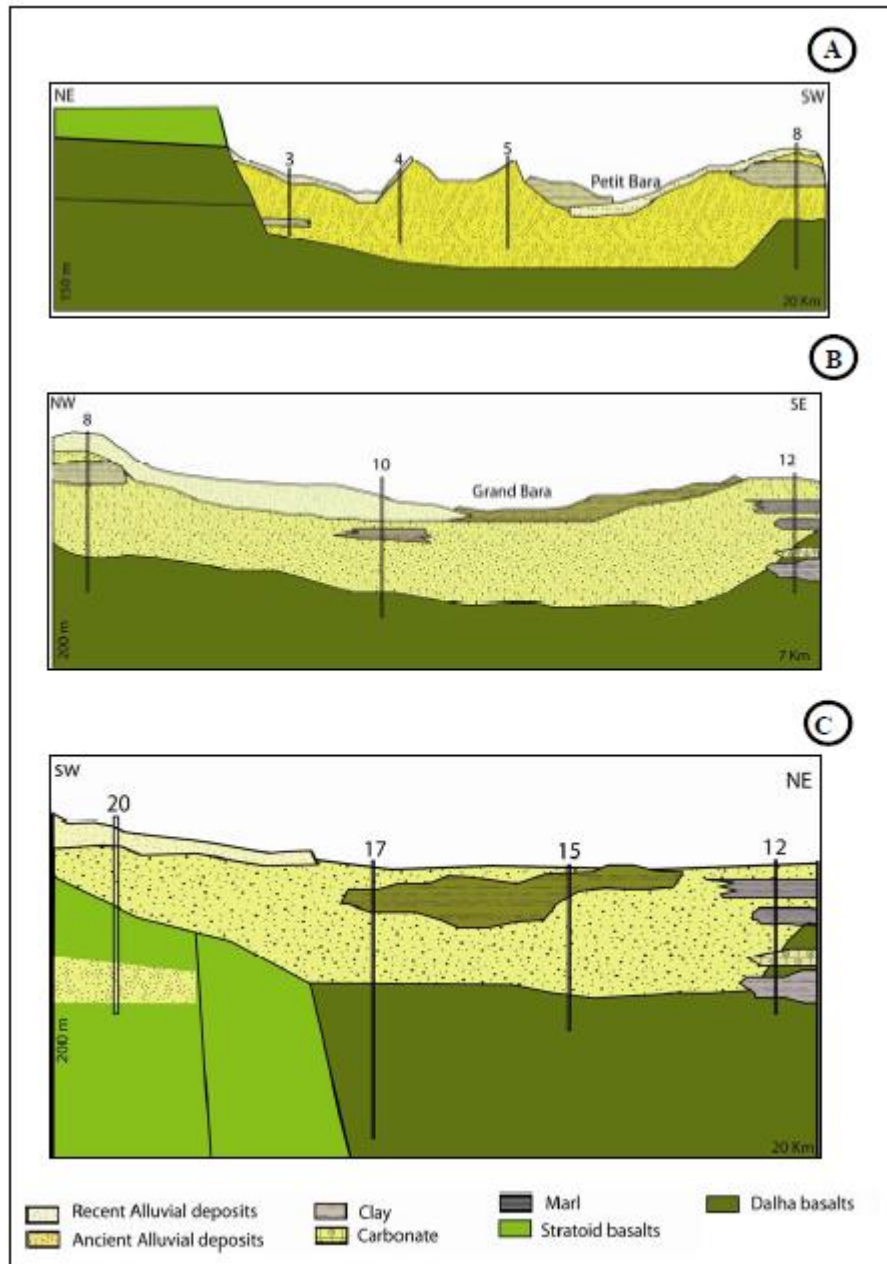 A
NE SW
3 4 5 8
Petit Bara
150 m
20 Km
B
NW SE
8 10 12
Grand Bara
200 m
7 Km
C
SW NE
20 17 15 12
200 m
20 Km
Recent Alluvial deposits Clay Marl Dalha basalts
Ancient Alluvial deposits Carbonate Stratoid basalts